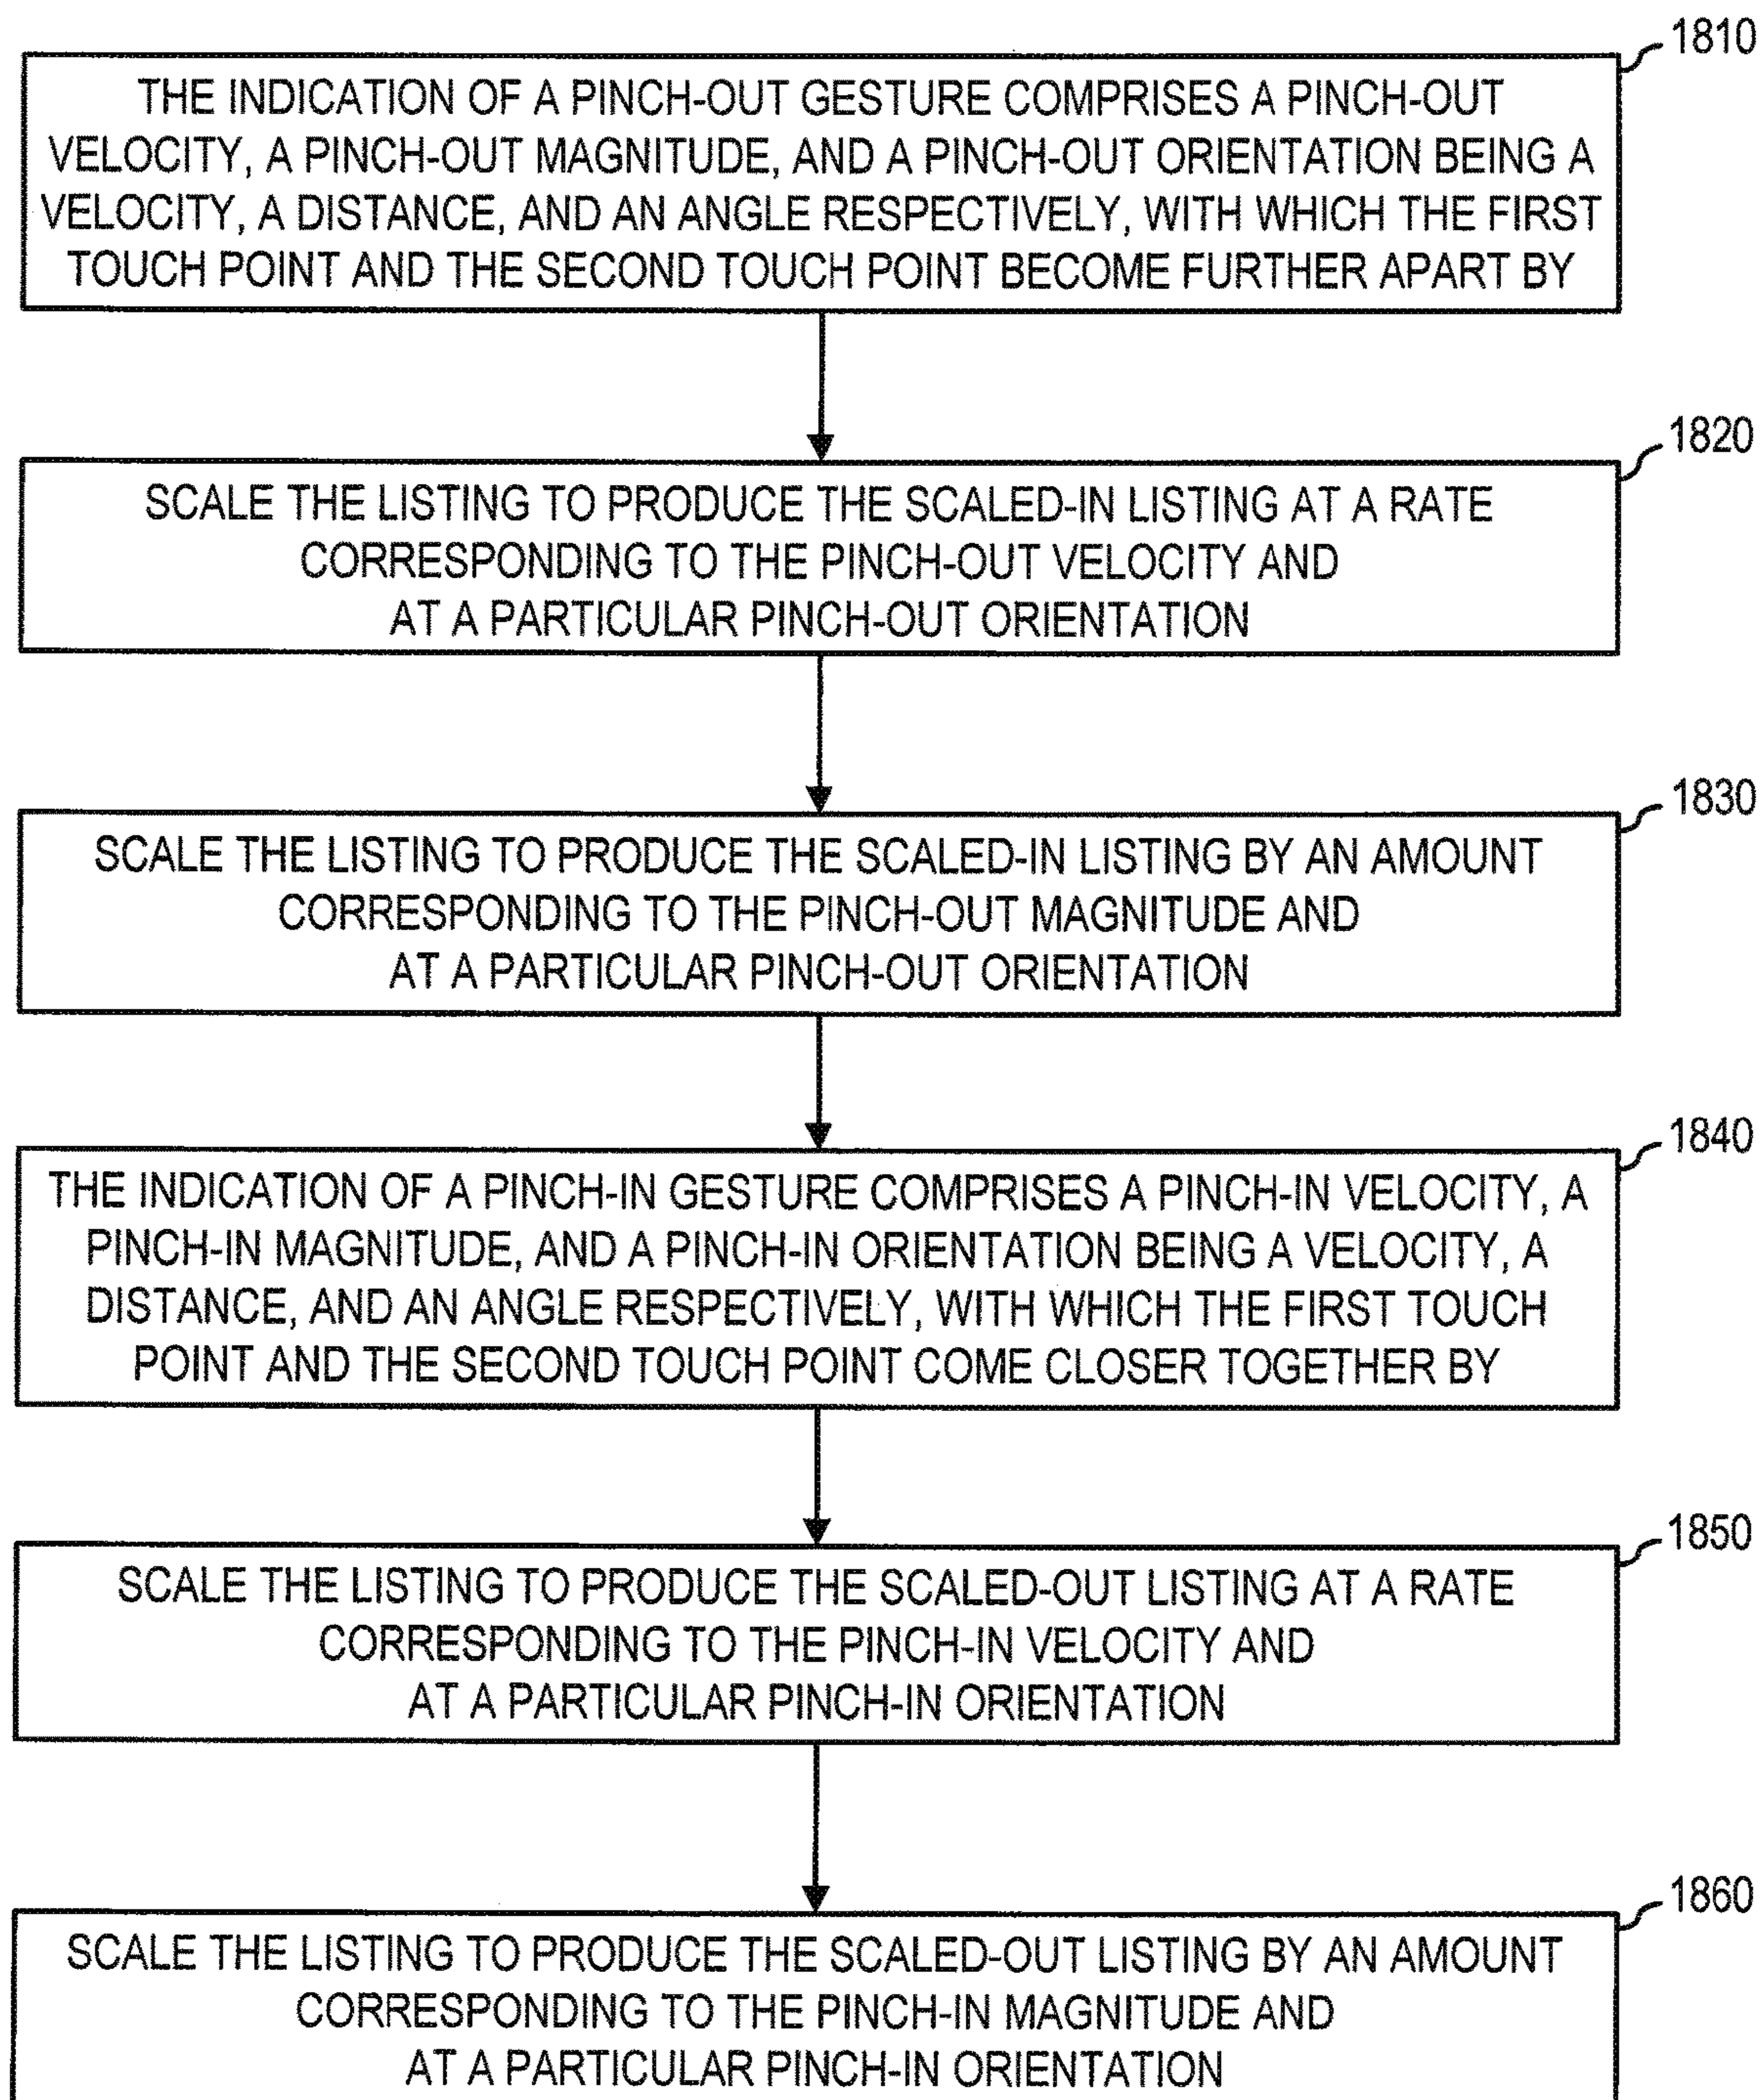 1810
THE INDICATION OF A PINCH-OUT GESTURE COMPRISES A PINCH-OUT
VELOCITY, A PINCH-OUT MAGNITUDE, AND A PINCH-OUT ORIENTATION BEING A
VELOCITY, A DISTANCE, AND AN ANGLE RESPECTIVELY, WITH WHICH THE FIRST
TOUCH POINT AND THE SECOND TOUCH POINT BECOME FURTHER APART BY
1820
SCALE THE LISTING TO PRODUCE THE SCALED-IN LISTING AT A RATE
CORRESPONDING TO THE PINCH-OUT VELOCITY AND
AT A PARTICULAR PINCH-OUT ORIENTATION
1830
SCALE THE LISTING TO PRODUCE THE SCALED-IN LISTING BY AN AMOUNT
CORRESPONDING TO THE PINCH-OUT MAGNITUDE AND
AT A PARTICULAR PINCH-OUT ORIENTATION
1840
THE INDICATION OF A PINCH-IN GESTURE COMPRISES A PINCH-IN VELOCITY, A
PINCH-IN MAGNITUDE, AND A PINCH-IN ORIENTATION BEING A VELOCITY, A
DISTANCE, AND AN ANGLE RESPECTIVELY, WITH WHICH THE FIRST TOUCH
POINT AND THE SECOND TOUCH POINT COME CLOSER TOGETHER BY
1850
SCALE THE LISTING TO PRODUCE THE SCALED-OUT LISTING AT A RATE
CORRESPONDING TO THE PINCH-IN VELOCITY AND
AT A PARTICULAR PINCH-IN ORIENTATION
1860
SCALE THE LISTING TO PRODUCE THE SCALED-OUT LISTING BY AN AMOUNT
CORRESPONDING TO THE PINCH-IN MAGNITUDE AND
AT A PARTICULAR PINCH-IN ORIENTATION